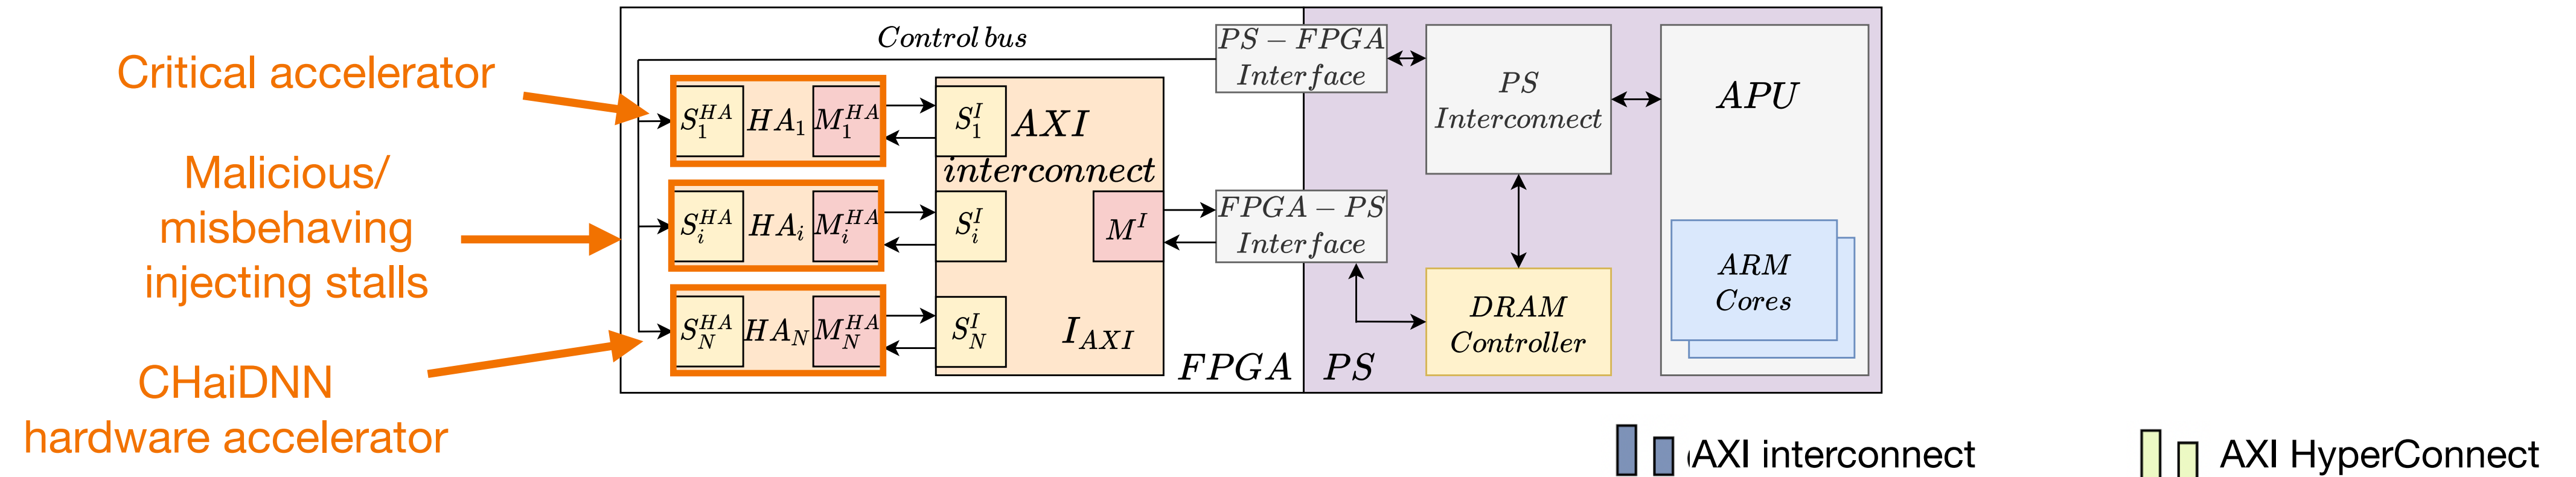 Critical accelerator
Malicious/
misbehaving
injecting stalls
CHaiDNN
hardware accelerator
Control bus
S_1^{HA} HA_1 M_1^{HA}
S_i^{HA} HA_i M_i^{HA}
S_N^{HA} HA_N M_N^{HA}
S_1^I AXI
interconnect
S_i^I
M^I
S_N^I
I_{AXI}
FPGA
PS
PS – FPGA
Interface
FPGA – PS
Interface
PS
Interconnect
DRAM
Controller
APU
ARM
Cores
AXI interconnect
AXI HyperConnect